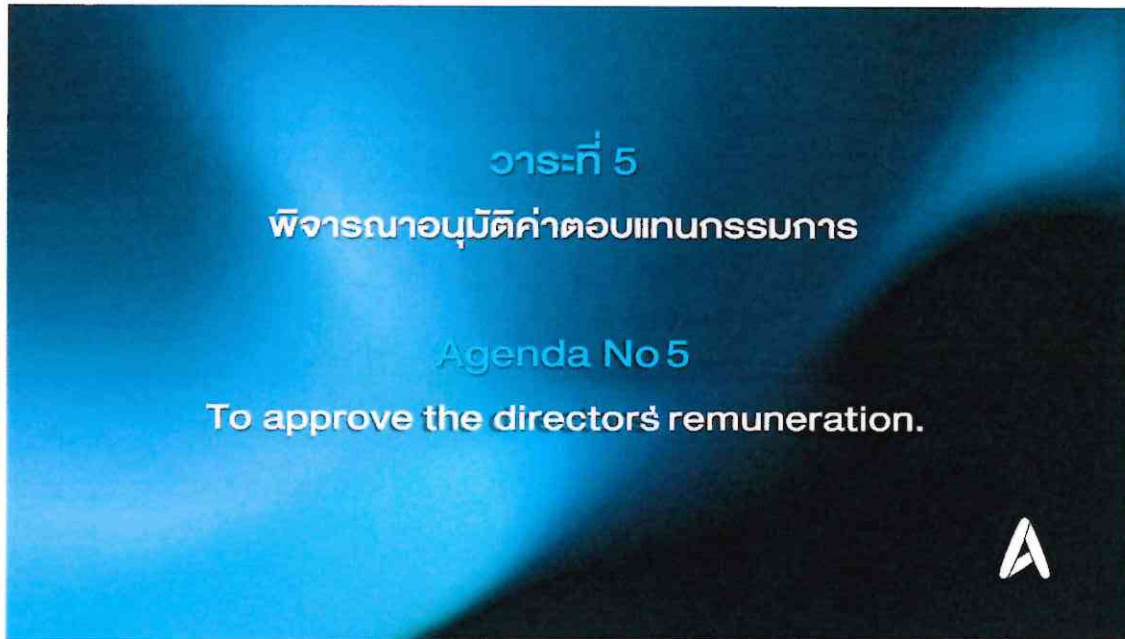 วาระที่ 5
พิจารณาอนุมัติค่าตอบแทนกรรมการ
Agenda No 5
To approve the directors' remuneration.